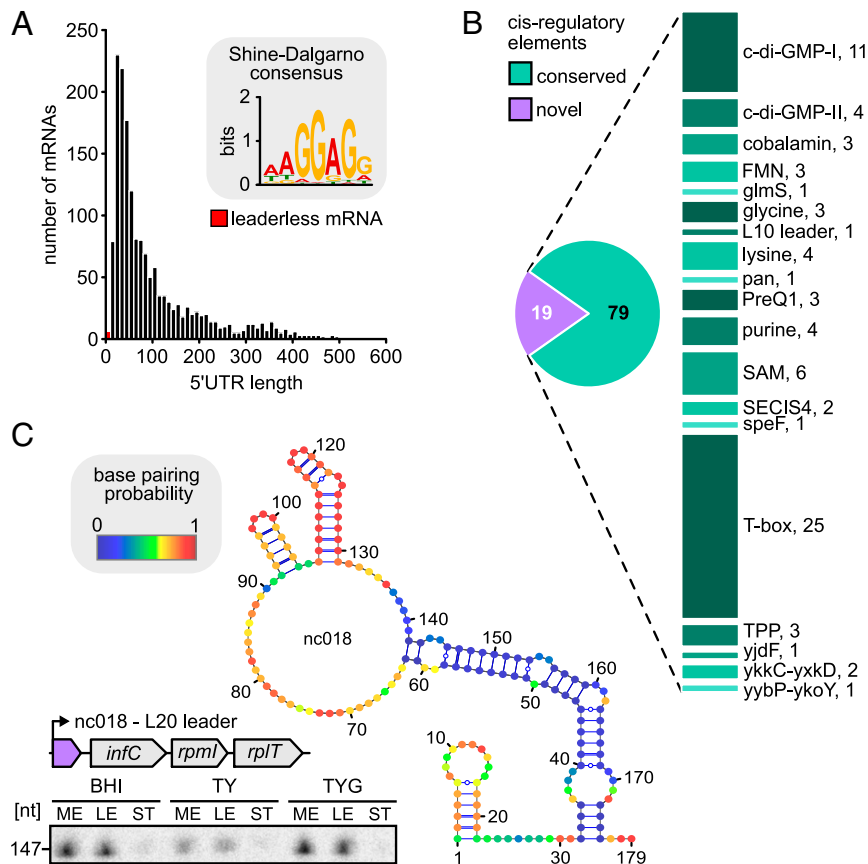 A
number of mRNAs
250
200
150
100
50
0
0 100 200 300 400 500 600
5'UTR length
Shine-Dalgarno
consensus
bits
2
1
0
AAGGAGG
leaderless mRNA
B
cis-regulatory
elements
conserved
novel
19
79
c-di-GMP-I, 11
c-di-GMP-II, 4
cobalamin, 3
FMN, 3
glmS, 1
glycine, 3
L10 leader, 1
lysine, 4
pan, 1
PreQ1, 3
purine, 4
SAM, 6
SECIS4, 2
speF, 1
T-box, 25
TPP, 3
yjdF, 1
ykkC-yxkD, 2
yybP-ykoY, 1
C
base pairing
probability
0 1
nc018
1
10
20
30
40
50
60
70
80
90
100
120
130
140
150
160
170
179
nc018 - L20 leader
infC rpmI rplT
BHI TY TYG
[nt] ME LE ST ME LE ST ME LE ST
147